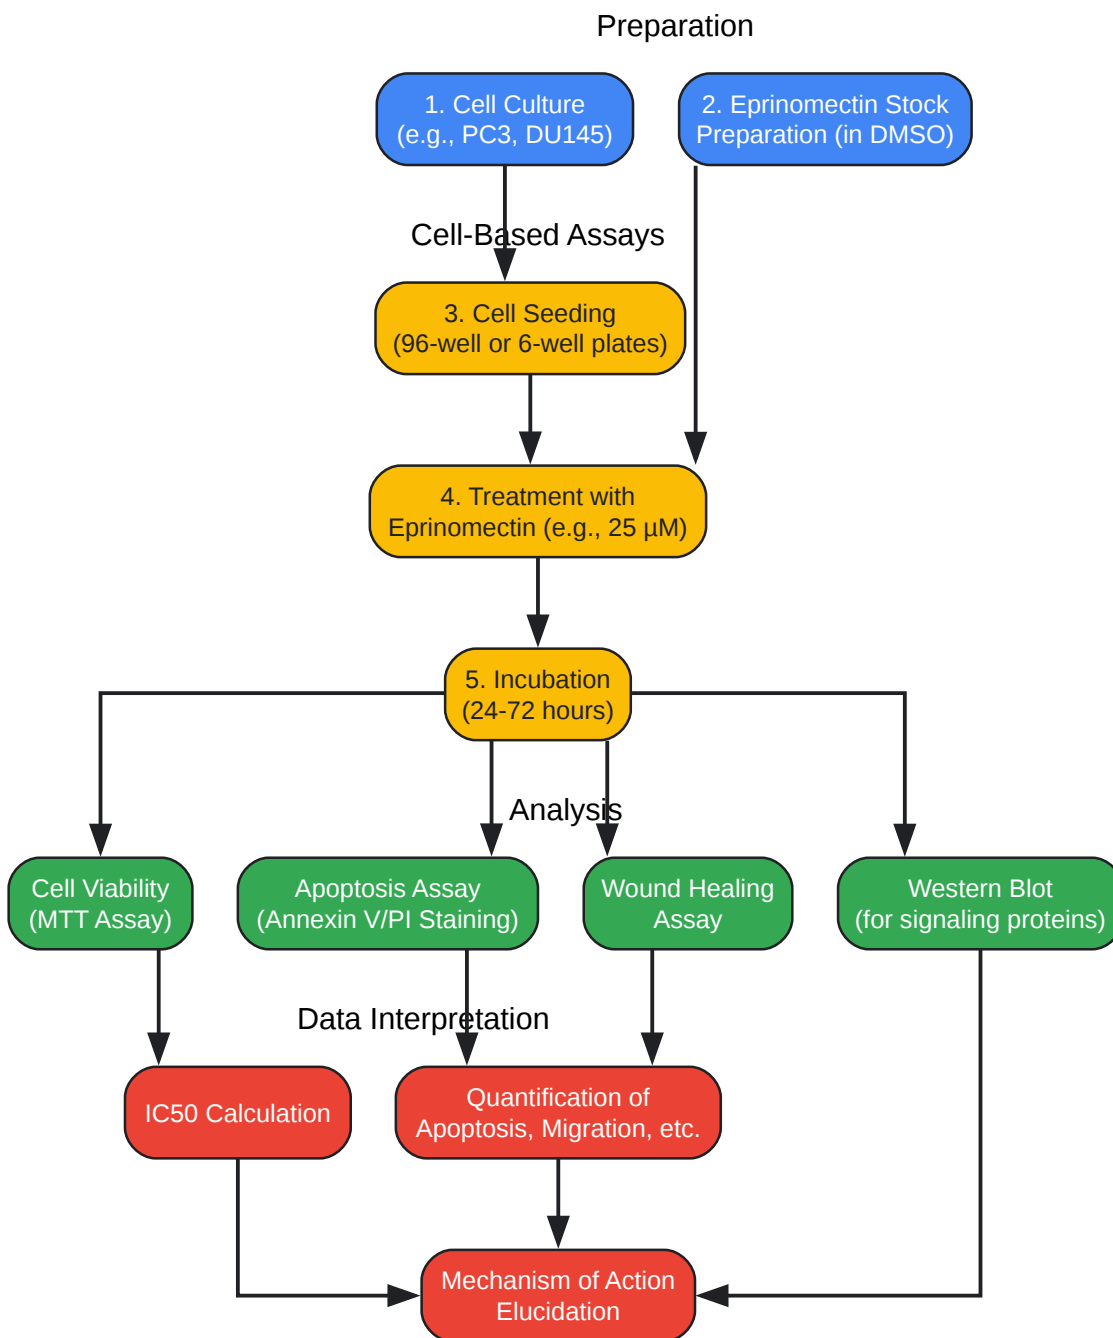 Preparation
1. Cell Culture
(e.g., PC3, DU145)
2. Eprinomectin Stock
Preparation (in DMSO)
Cell-Based Assays
3. Cell Seeding
(96-well or 6-well plates)
4. Treatment with
Eprinomectin (e.g., 25 µM)
5. Incubation
(24-72 hours)
Analysis
Cell Viability
(MTT Assay)
Apoptosis Assay
(Annexin V/PI Staining)
Wound Healing
Assay
Western Blot
(for signaling proteins)
Data Interpretation
IC50 Calculation
Quantification of
Apoptosis, Migration, etc.
Mechanism of Action
Elucidation